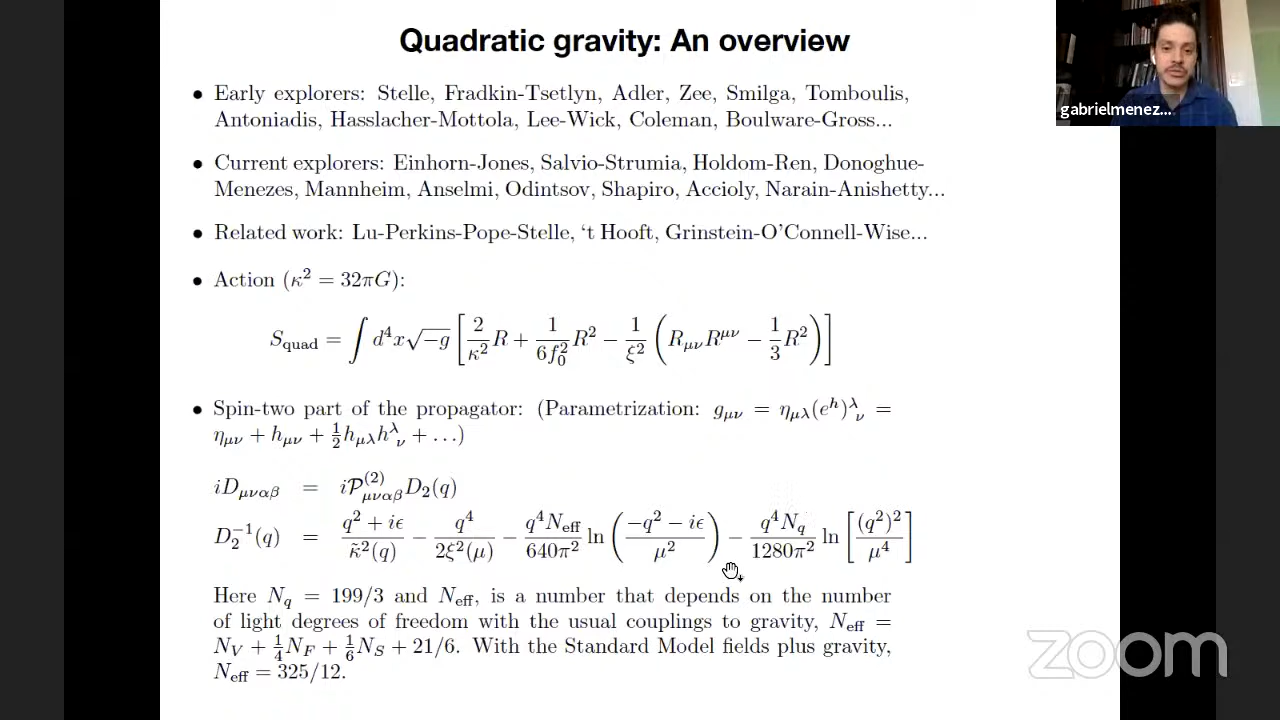 Quadratic gravity: An overview
gabrielmenez...
• Early explorers: Stelle, Fradkin-Tsetlyn, Adler, Zee, Smilga, Tomboulis,
Antoniadis, Hasslacher-Mottola, Lee-Wick, Coleman, Boulware-Gross...
• Current explorers: Einhorn-Jones, Salvio-Strumia, Holdom-Ren, Donoghue-
Menezes, Mannheim, Anselmi, Odintsov, Shapiro, Accioly, Narain-Anishetty...
• Related work: Lu-Perkins-Pope-Stelle, ‘t Hooft, Grinstein-O’Connell-Wise...
• Action (κ² = 32πG):
S_quad = ∫ d⁴x√−g [ 2/κ² R + 1/6f₀² R² − 1/ξ² ( R_μν R^μν − 1/3 R² ) ]
• Spin-two part of the propagator: (Parametrization: g_μν = η_μλ(e^h)^λ_ν =
η_μν + h_μν + ½h_μλh^λ_ν + …)
iD_μναβ = iP^(2)_μναβ D₂(q)
D₂⁻¹(q) = (q² + iε)/κ̃²(q) − q⁴/2ξ²(μ) − q⁴N_eff/640π² ln( (−q² − iε)/μ² ) − q⁴N_q/1280π² ln[ (q²)²/μ⁴ ]
Here N_q = 199/3 and N_eff, is a number that depends on the number
of light degrees of freedom with the usual couplings to gravity, N_eff =
N_V + ¼N_F + ⅙N_S + 21/6. With the Standard Model fields plus gravity,
N_eff = 325/12.
zoom